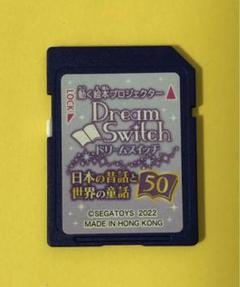 動く絵本プロジェクター
LOCK
Dream
Switch
ドリームスイッチ
日本の昔話と
世界の童話 50
©SEGATOYS 2022
MADE IN HONG KONG